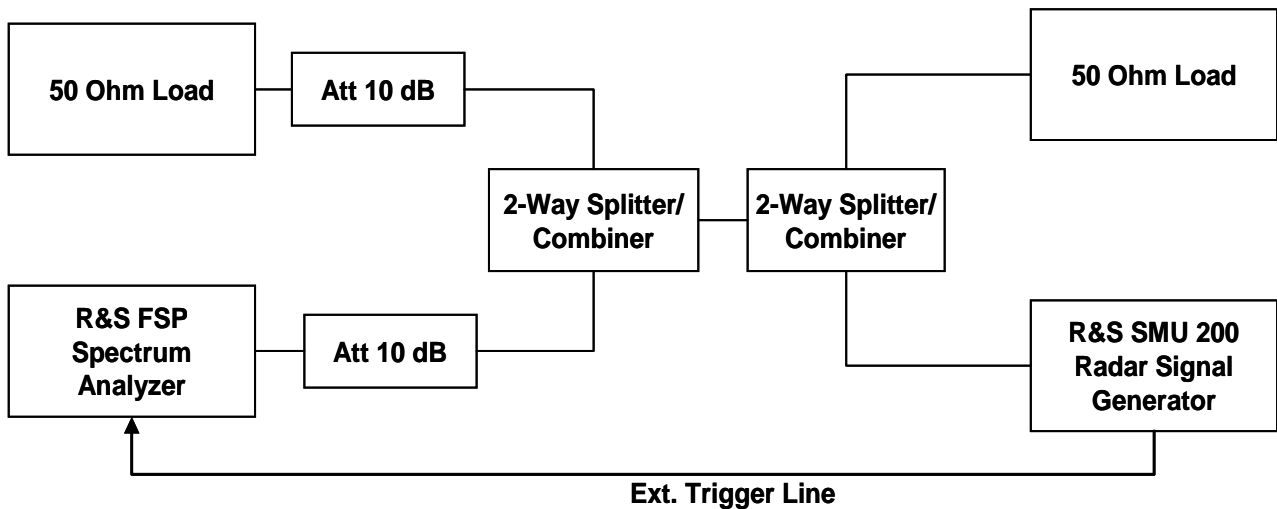 50 Ohm Load
Att 10 dB
50 Ohm Load
2-Way Splitter/
Combiner
2-Way Splitter/
Combiner
R&S FSP
Spectrum
Analyzer
Att 10 dB
R&S SMU 200
Radar Signal
Generator
Ext. Trigger Line